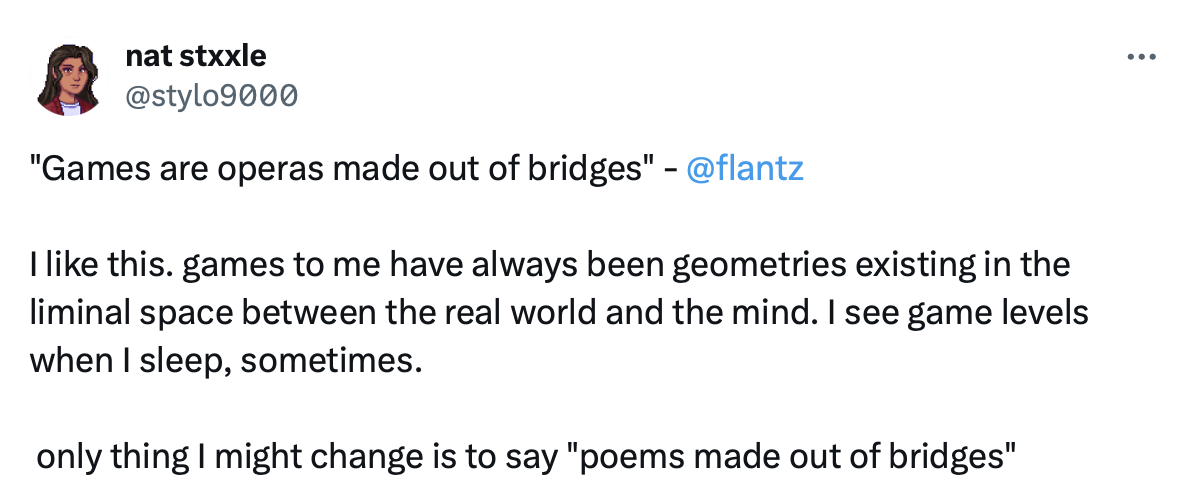 nat stxxle
@stylo9000
"Games are operas made out of bridges" - @flantz
I like this. games to me have always been geometries existing in the
liminal space between the real world and the mind. I see game levels
when I sleep, sometimes.
only thing I might change is to say "poems made out of bridges"